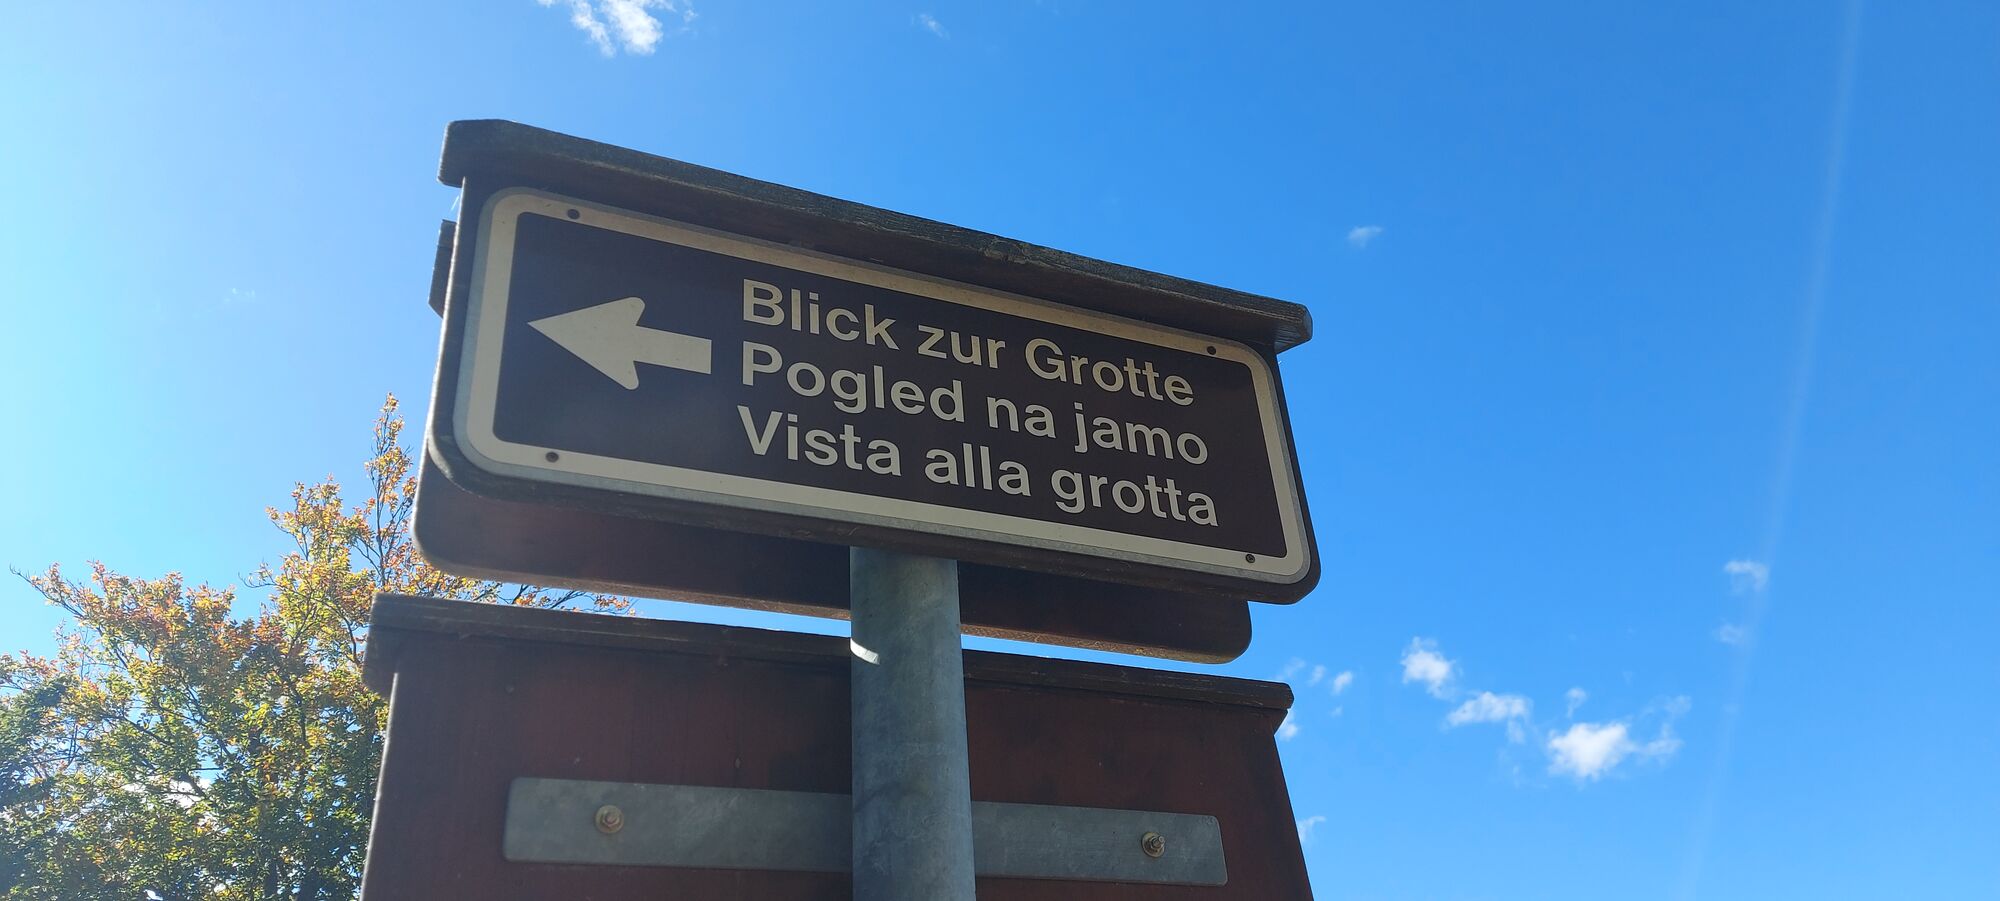 Blick zur Grotte
Pogled na jamo
Vista alla grotta